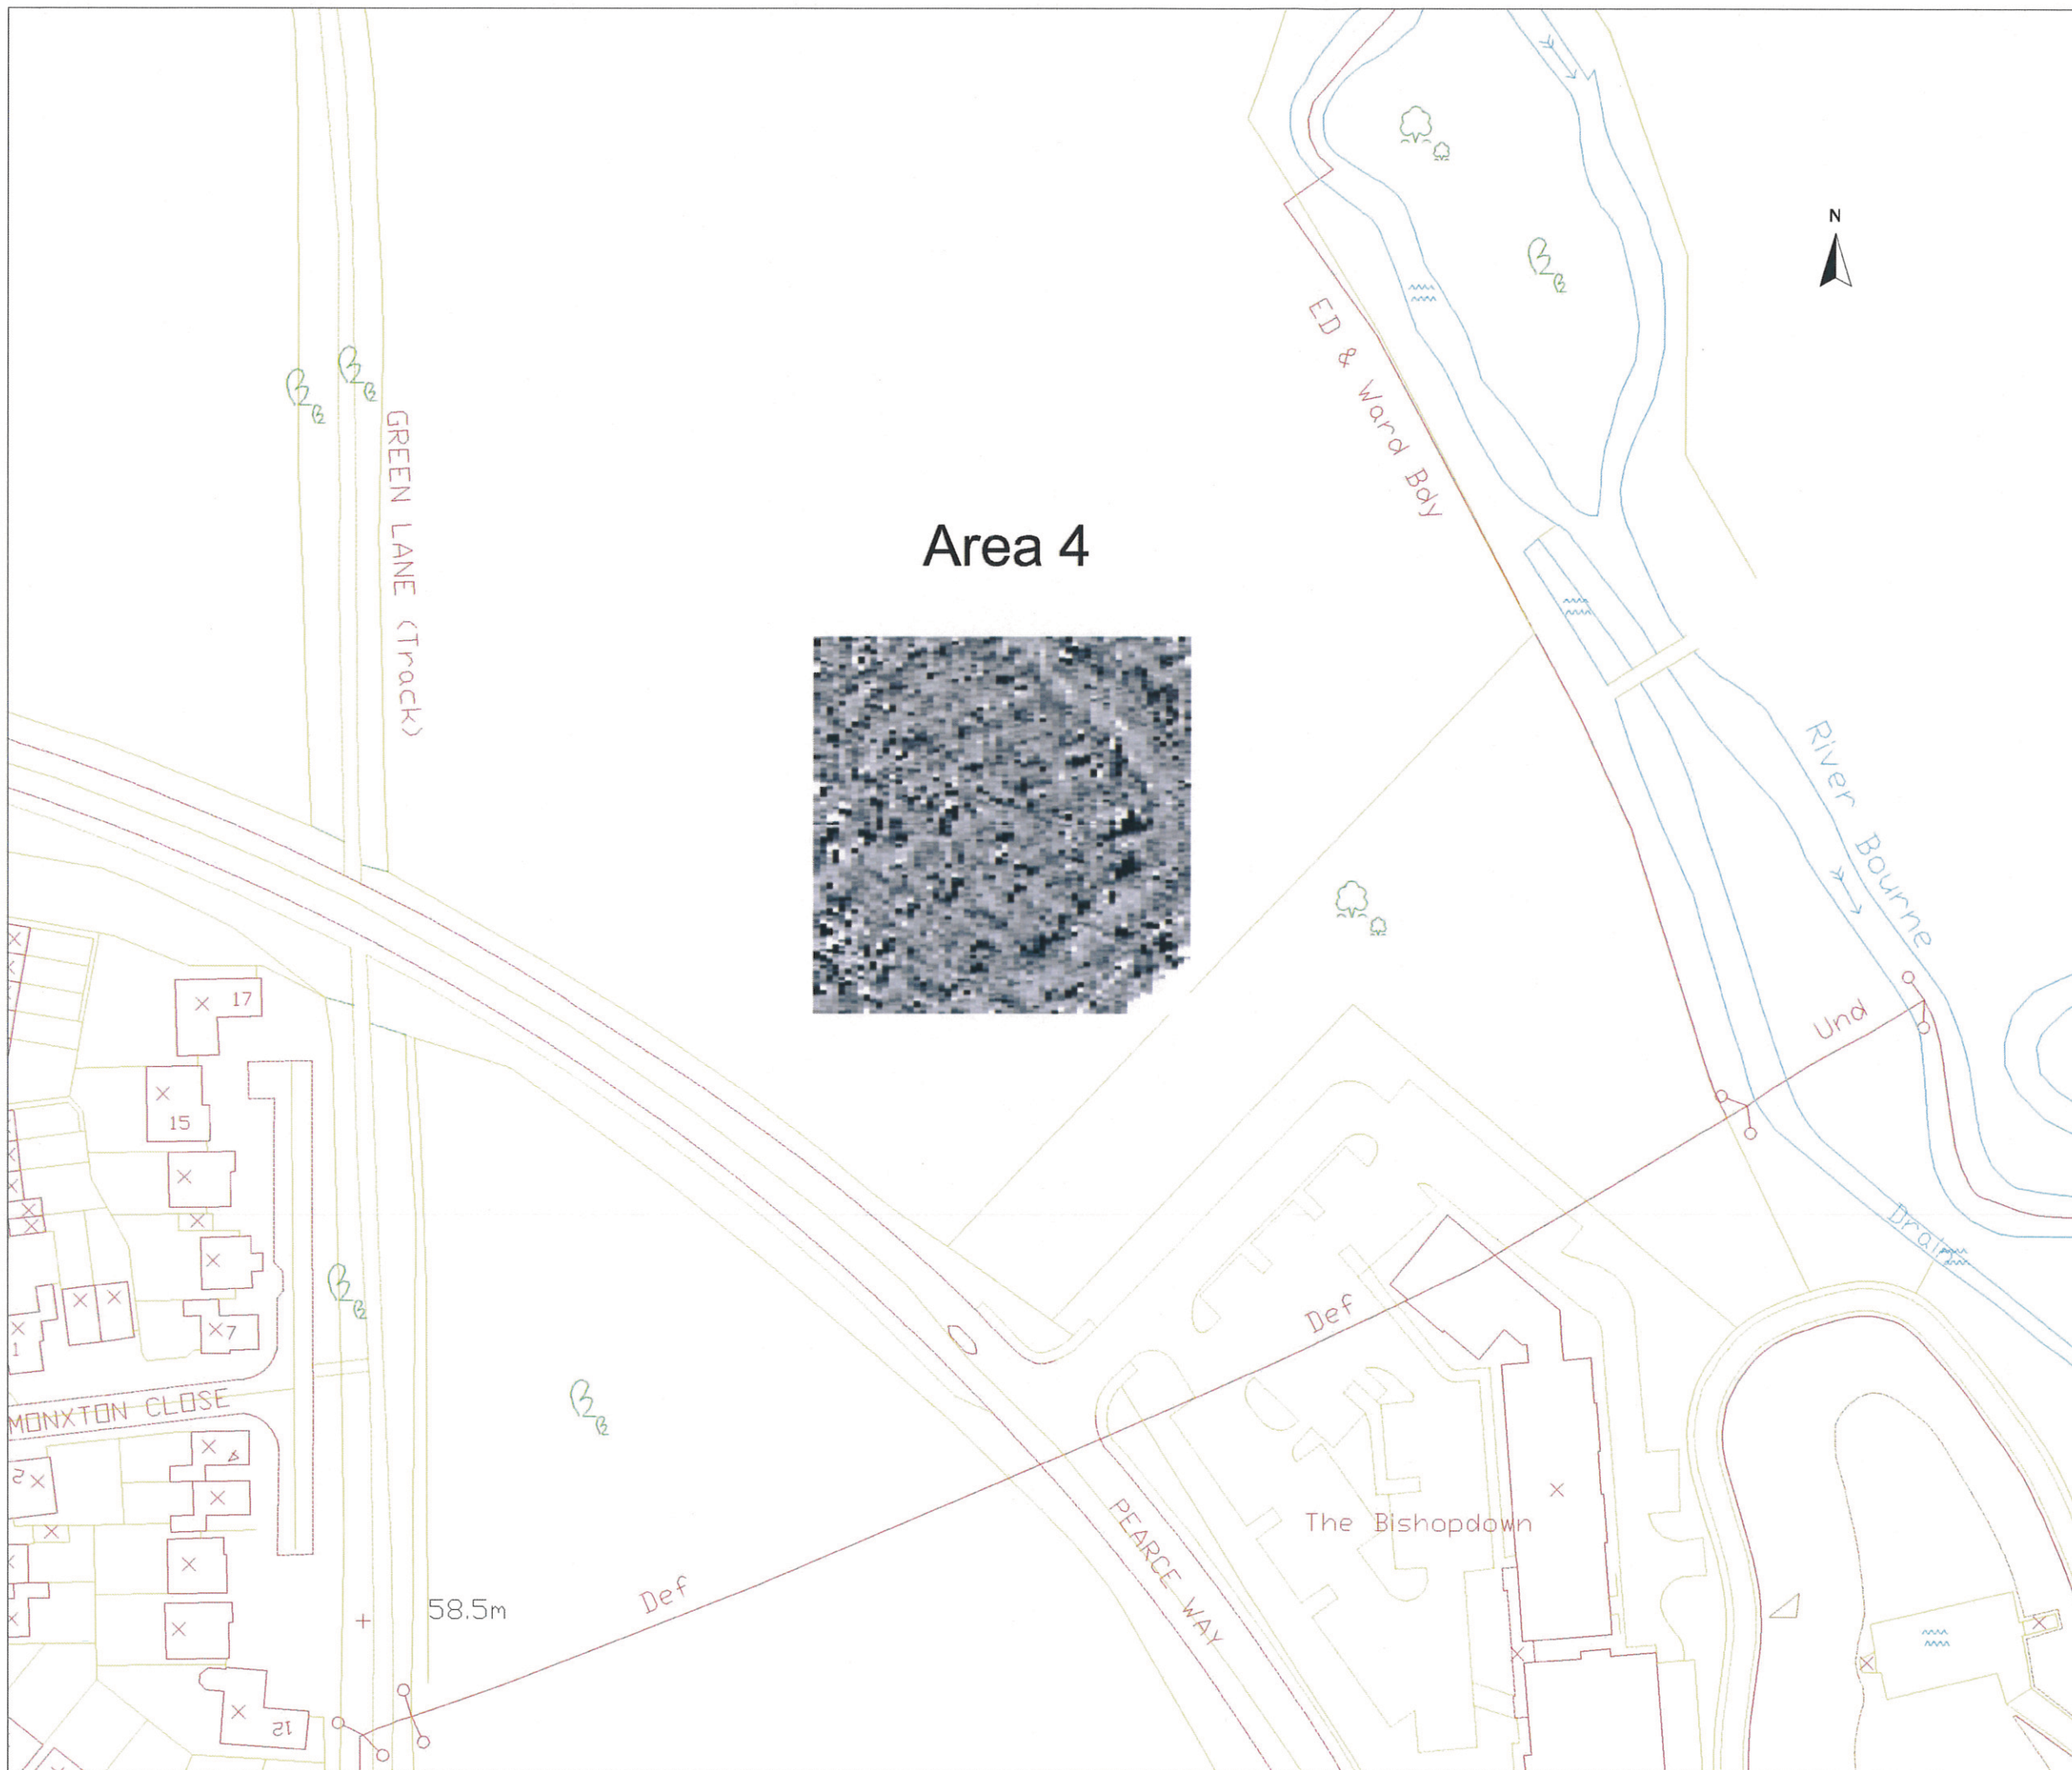 N
ED & Ward Bdy
GREEN LANE (Track)
Area 4
River Bourne
17
Und
15
Drain
7
Def
1
MONXTON CLOSE
4
2
The Bishopdown
PEARCE WAY
Def
58.5m
12